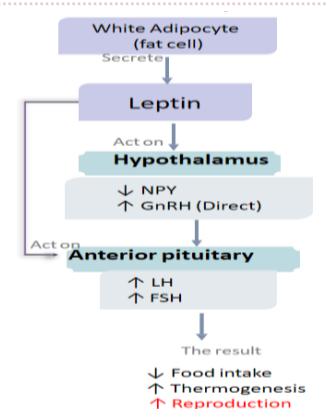 White Adipocyte
(fat cell)
Secrete
Leptin
Act on
Hypothalamus
↓ NPY
↑ GnRH (Direct)
Act on
Anterior pituitary
↑ LH
↑ FSH
The result
↓ Food intake
↑ Thermogenesis
↑ Reproduction